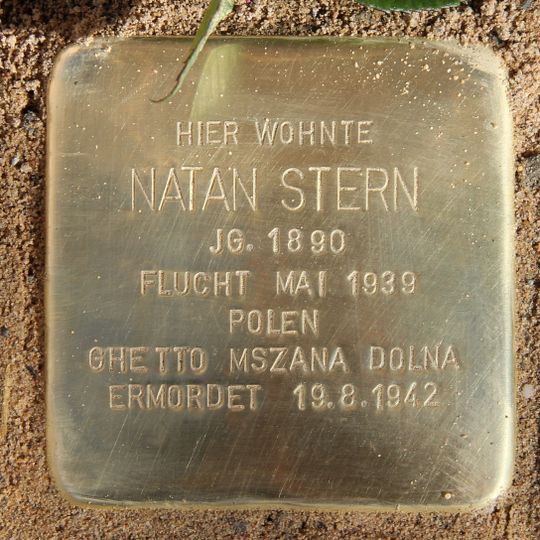 HIER WOHNTE
NATAN STERN
JG. 1890
FLUCHT MAI 1939
POLEN
GHETTO MSZANA DOLNA
ERMORDET 19.8.1942